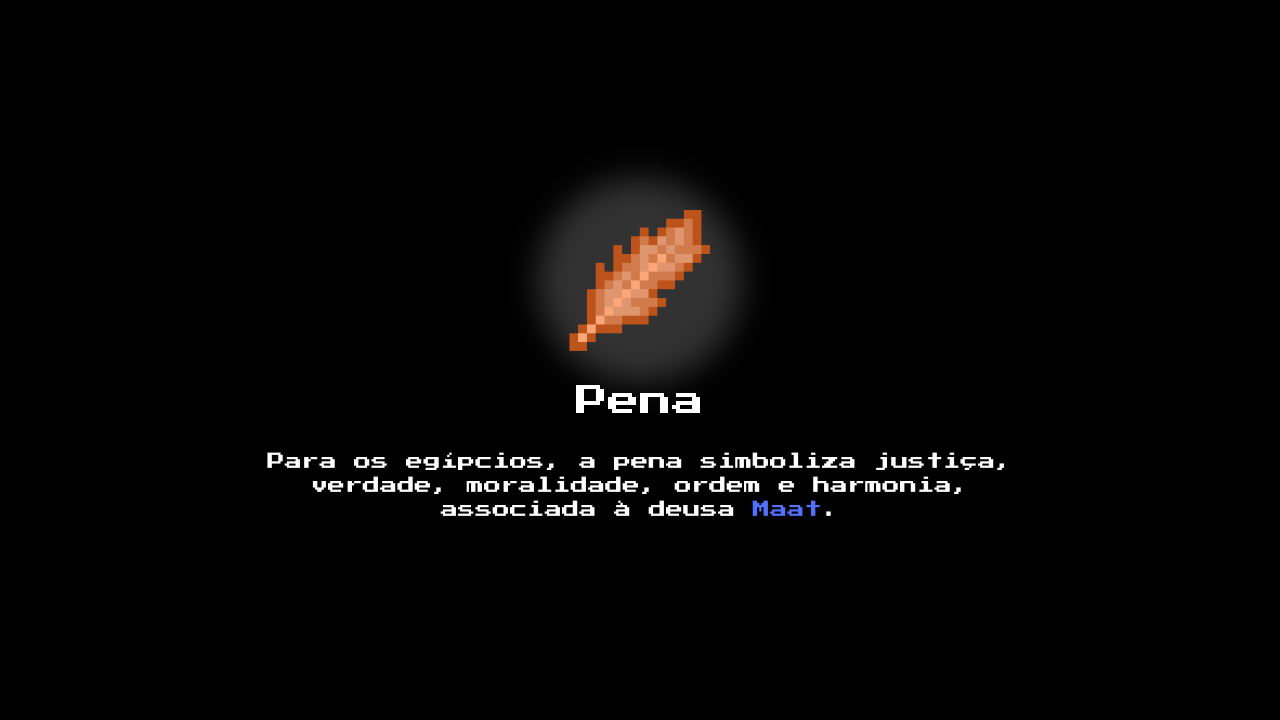 Pena
Para os egípcios, a pena simboliza justiça,
verdade, moralidade, ordem e harmonia,
associada à deusa Maat.